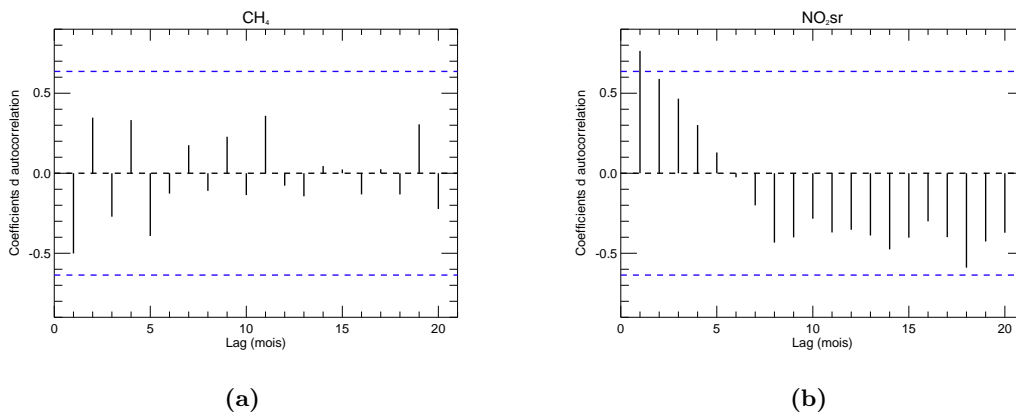 CH₄
Coefficients d autocorrelation
0.5
0.0
-0.5
0 5 10 15 20
Lag (mois)
(a)
NO₂sr
Coefficients d autocorrelation
0.5
0.0
-0.5
0 5 10 15 20
Lag (mois)
(b)